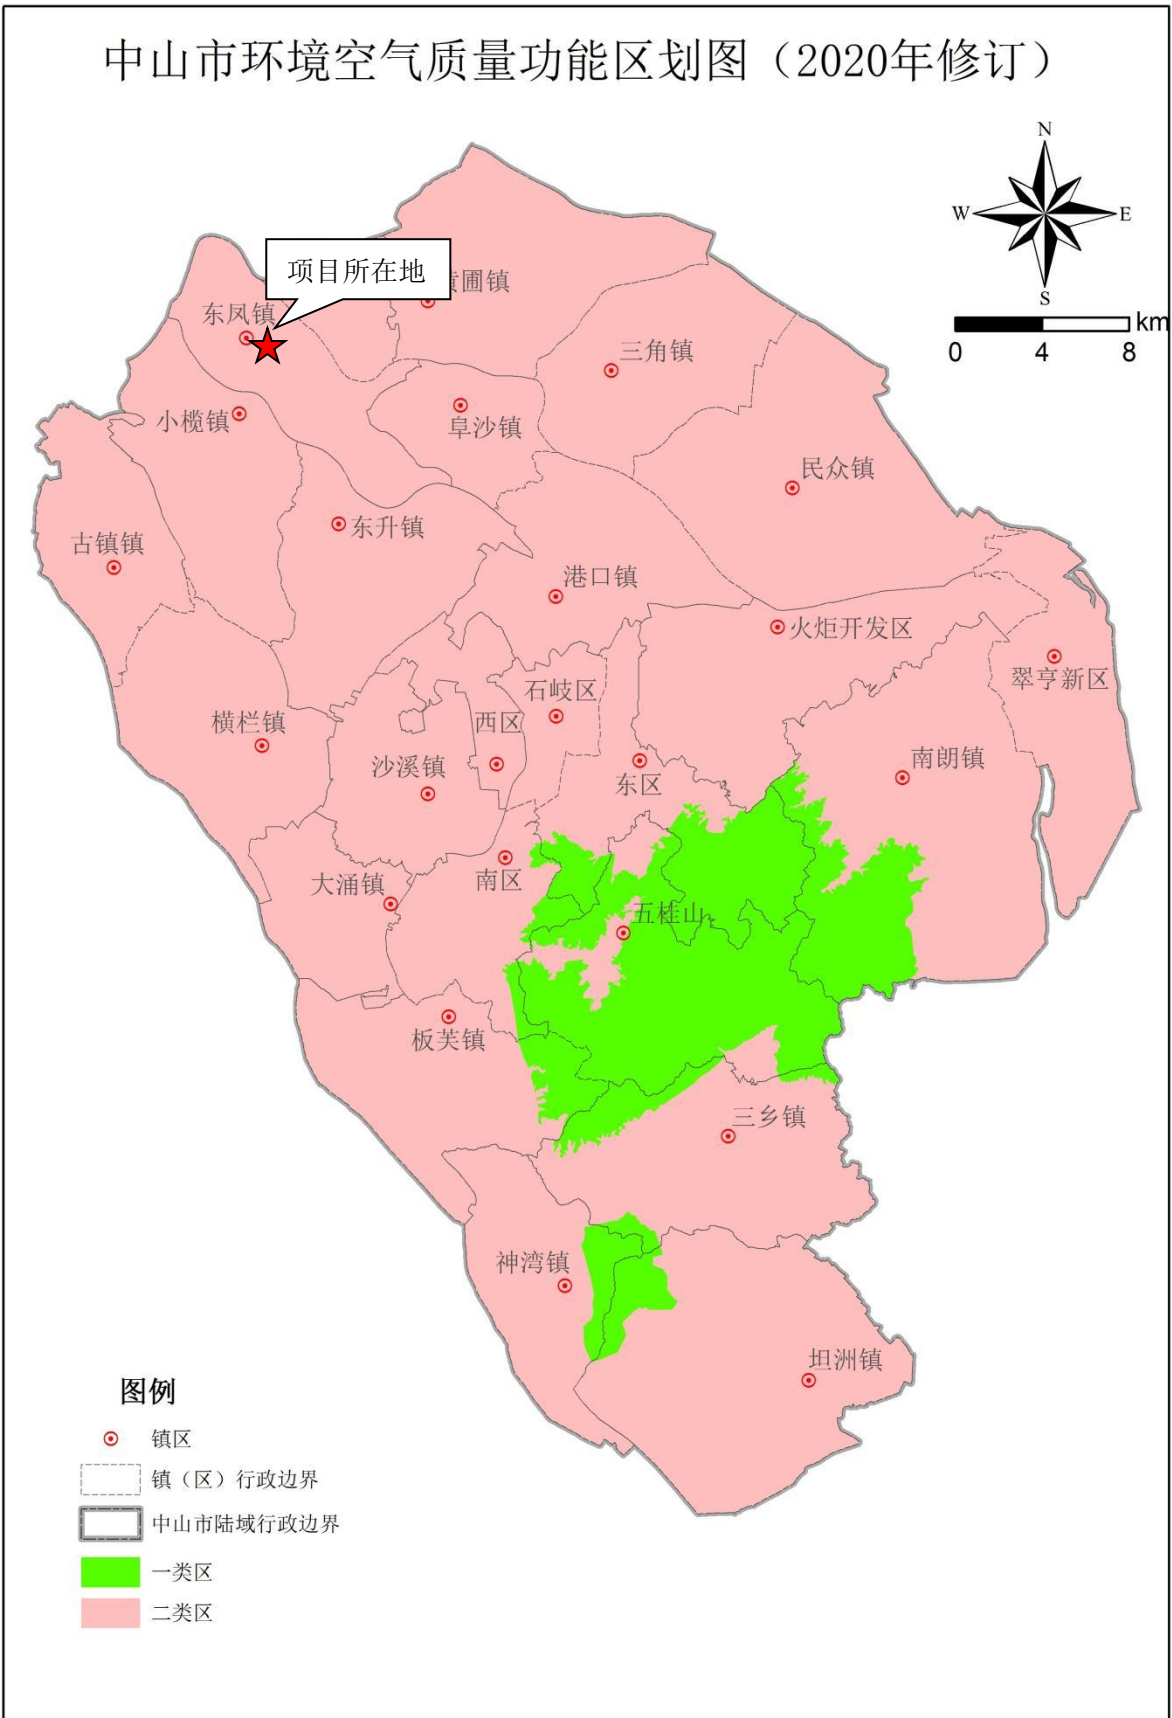 中山市环境空气质量功能区划图（2020年修订）
N
W
E
S
km
0 4 8
项目所在地
圃镇
东凤镇
三角镇
小榄镇
阜沙镇
民众镇
东升镇
古镇镇
港口镇
火炬开发区
翠亨新区
石岐区
横栏镇
西区
沙溪镇
东区
南朗镇
大涌镇
南区
五桂山
板芙镇
三乡镇
神湾镇
坦洲镇
图例
镇区
镇（区）行政边界
中山市陆域行政边界
一类区
二类区